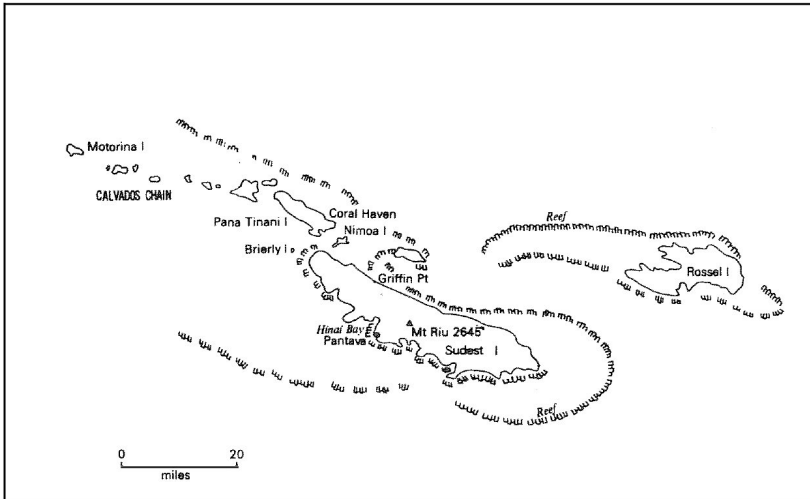 Motorina I
CALVADOS CHAIN
Reef
Coral Haven
Pana Tinani I
Nimoa I
Brierly I
Rossel I
Griffin Pt
Hinai Bay
Mt Riu 2645'
Pantava
Sudest I
Reef
0 20
miles